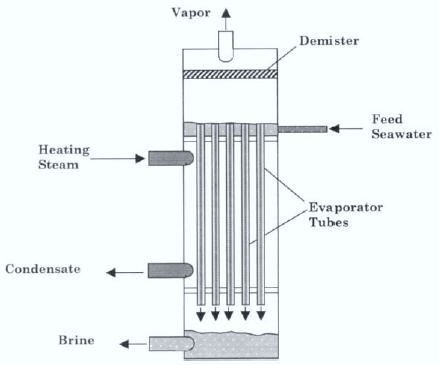 Vapor
Demister
Feed
Seawater
Heating
Steam
Evaporator
Tubes
Condensate
Brine